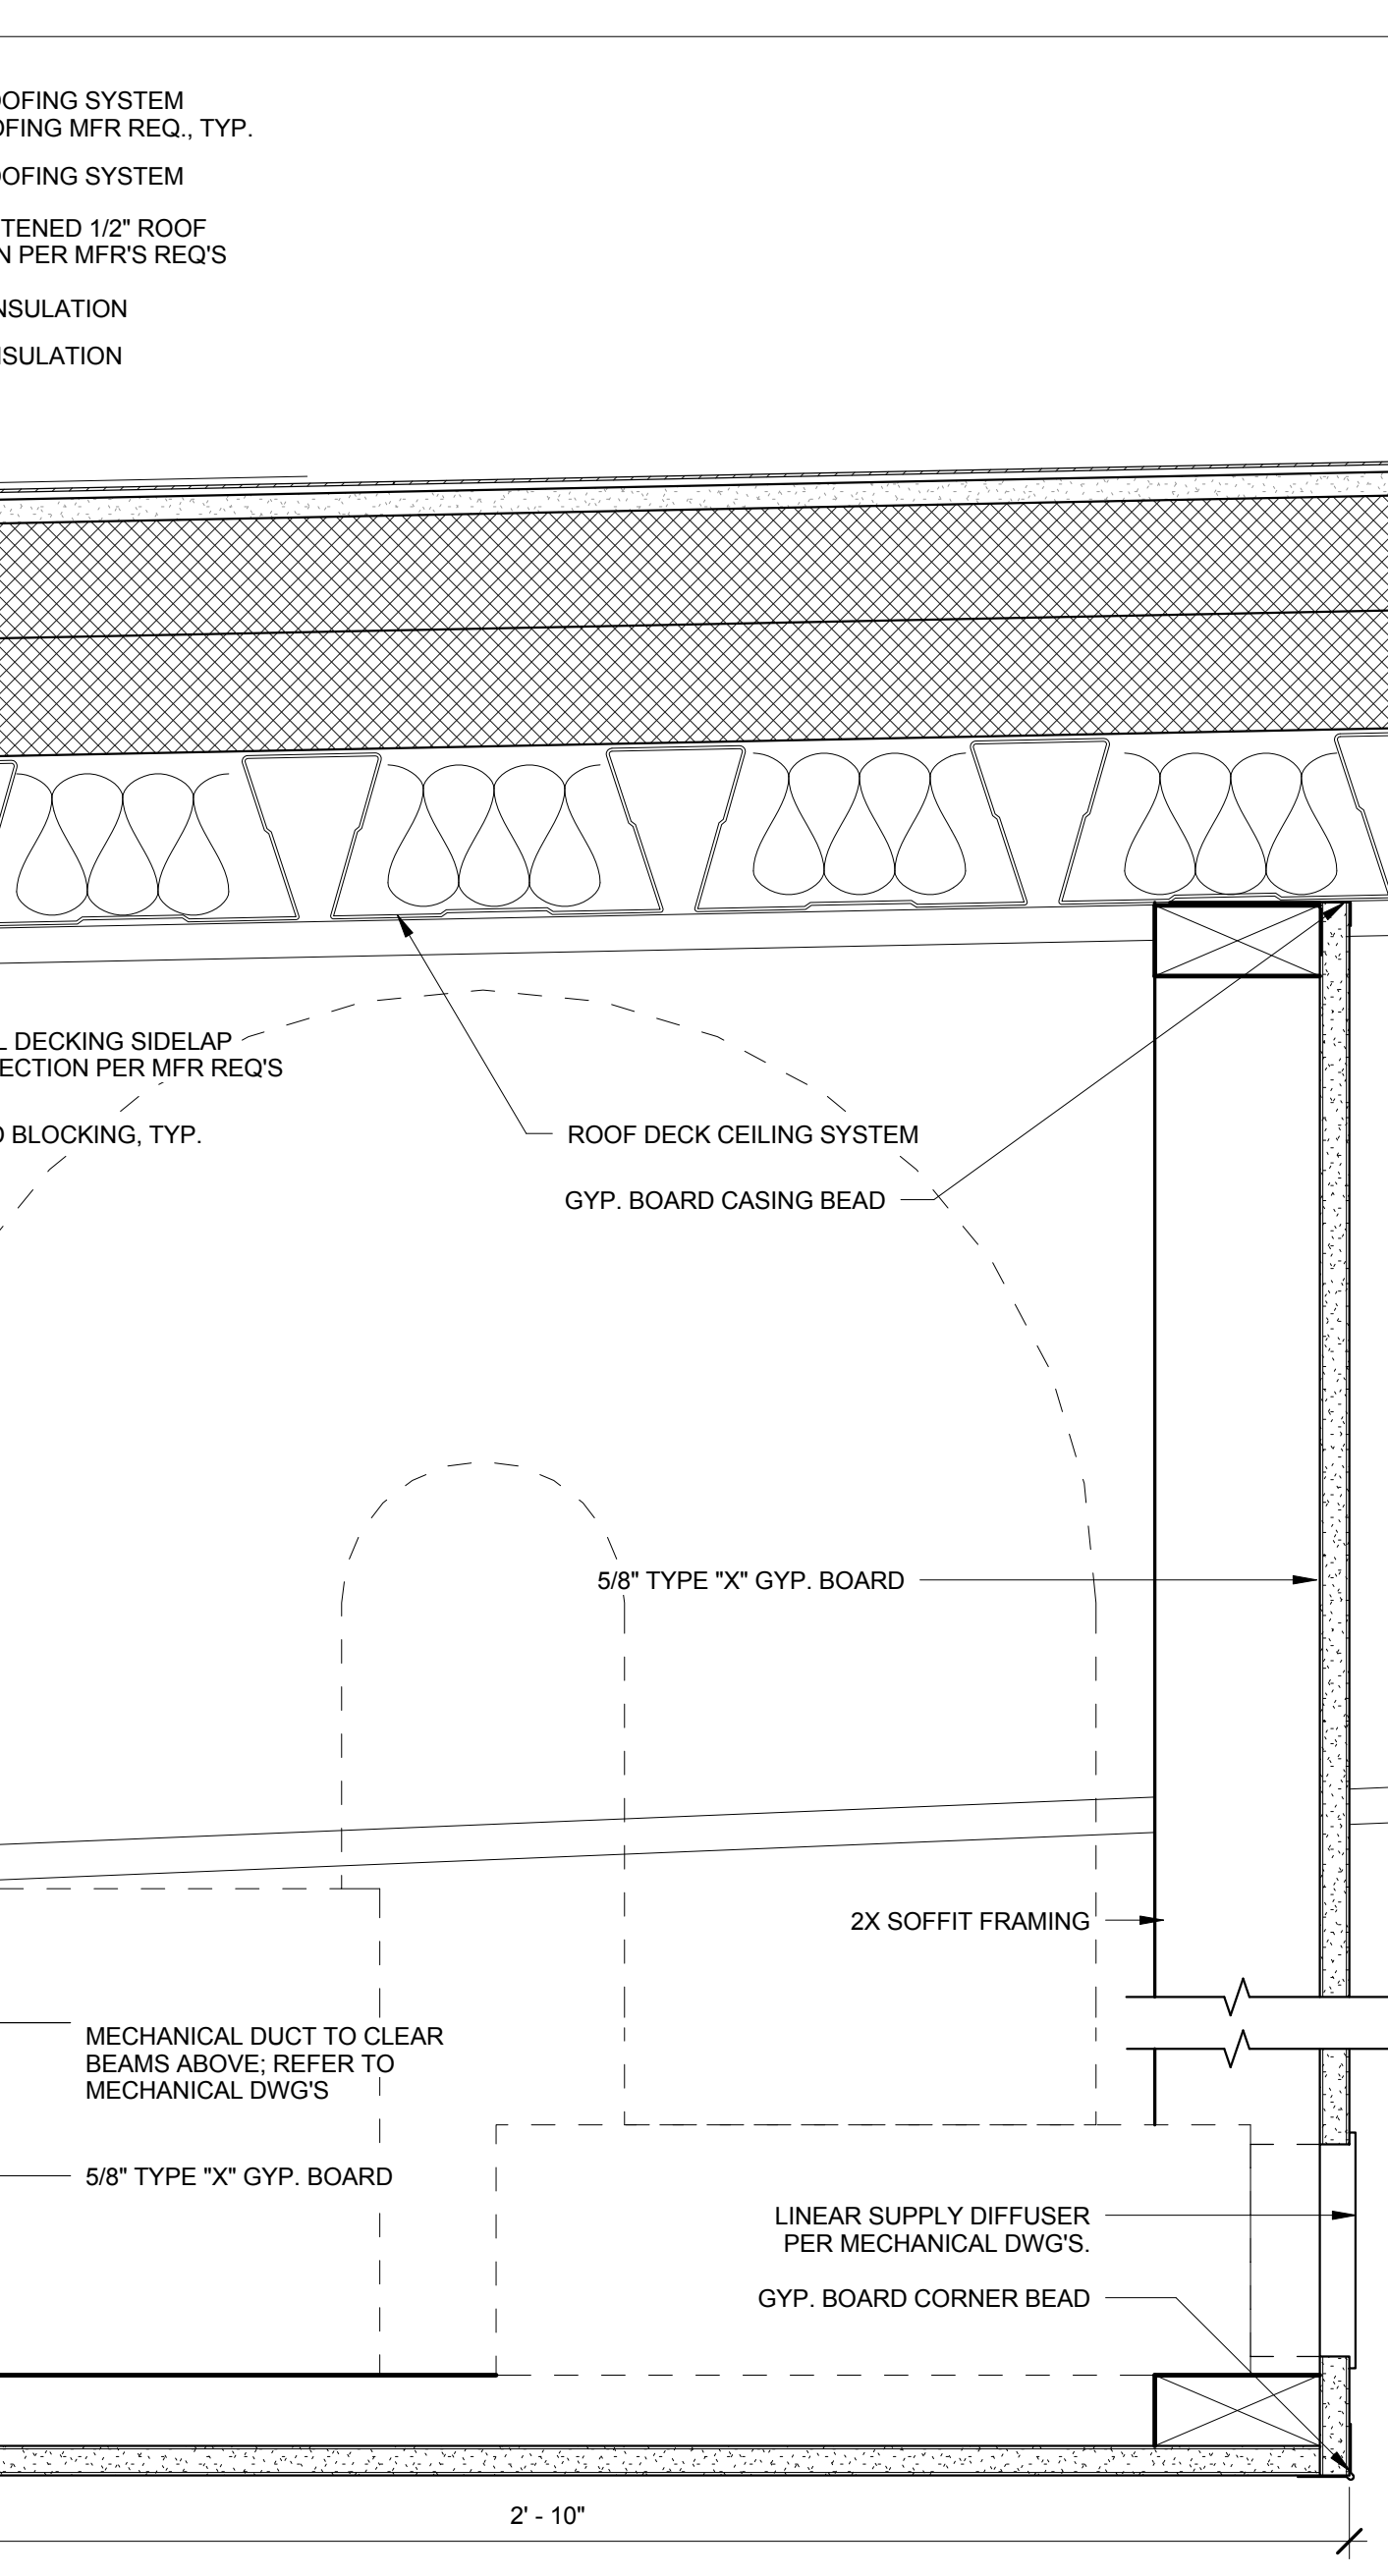 OOFING SYSTEM
OFING MFR REQ., TYP.
OOFING SYSTEM
TENED 1/2" ROOF
N PER MFR'S REQ'S
NSULATION
NSULATION
L DECKING SIDELAP
ECTION PER MFR REQ'S
D BLOCKING, TYP.
ROOF DECK CEILING SYSTEM
GYP. BOARD CASING BEAD
5/8" TYPE "X" GYP. BOARD
2X SOFFIT FRAMING
MECHANICAL DUCT TO CLEAR
BEAMS ABOVE; REFER TO
MECHANICAL DWG'S
5/8" TYPE "X" GYP. BOARD
LINEAR SUPPLY DIFFUSER
PER MECHANICAL DWG'S.
GYP. BOARD CORNER BEAD
2' - 10"